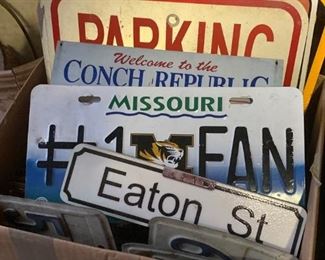 PARKING
Welcome to the
CONCH REPUBLIC
MISSOURI
#1 M FAN
Eaton St